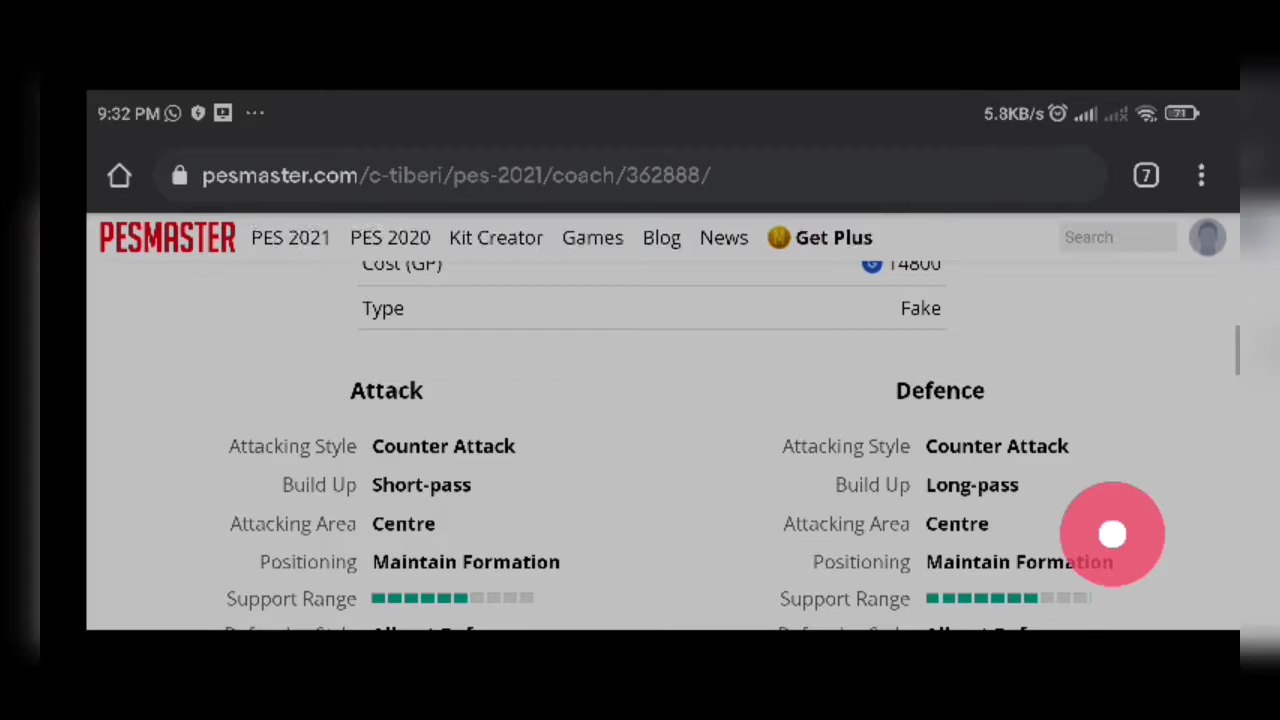 9:32 PM ... 5.8KB/s 71
pesmaster.com/c-tiberi/pes-2021/coach/362888/ 7
PESMASTER PES 2021 PES 2020 Kit Creator Games Blog News Get Plus Search
Cost (GP) 14800
Type Fake
Attack Defence
Attacking Style Counter Attack Attacking Style Counter Attack
Build Up Short-pass Build Up Long-pass
Attacking Area Centre Attacking Area Centre
Positioning Maintain Formation Positioning Maintain Formation
Support Range Support Range